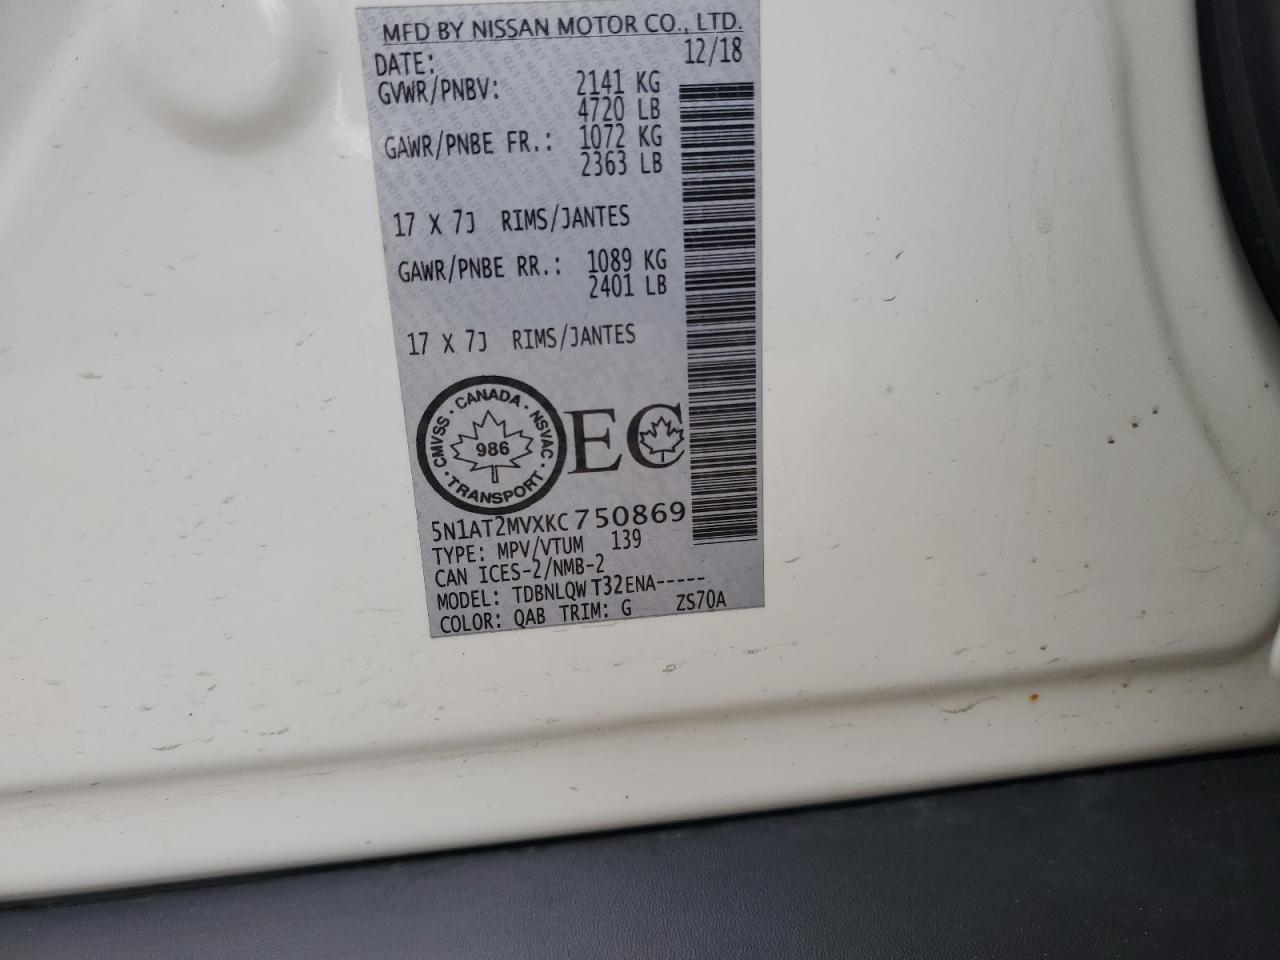 MFD BY NISSAN MOTOR CO., LTD.
DATE: 12/18
GVWR/PNBV: 2141 KG
4720 LB
GAWR/PNBE FR.: 1072 KG
2363 LB
17 X 7J RIMS/JANTES
GAWR/PNBE RR.: 1089 KG
2401 LB
17 X 7J RIMS/JANTES
CMVSS · CANADA · NSVAC · TRANSPORT ·
986
EC
5N1AT2MVXKC750869
TYPE: MPV/VTUM 139
CAN ICES-2/NMB-2
MODEL: TDBNLQW T32ENA-----
COLOR: QAB TRIM: G ZS70A